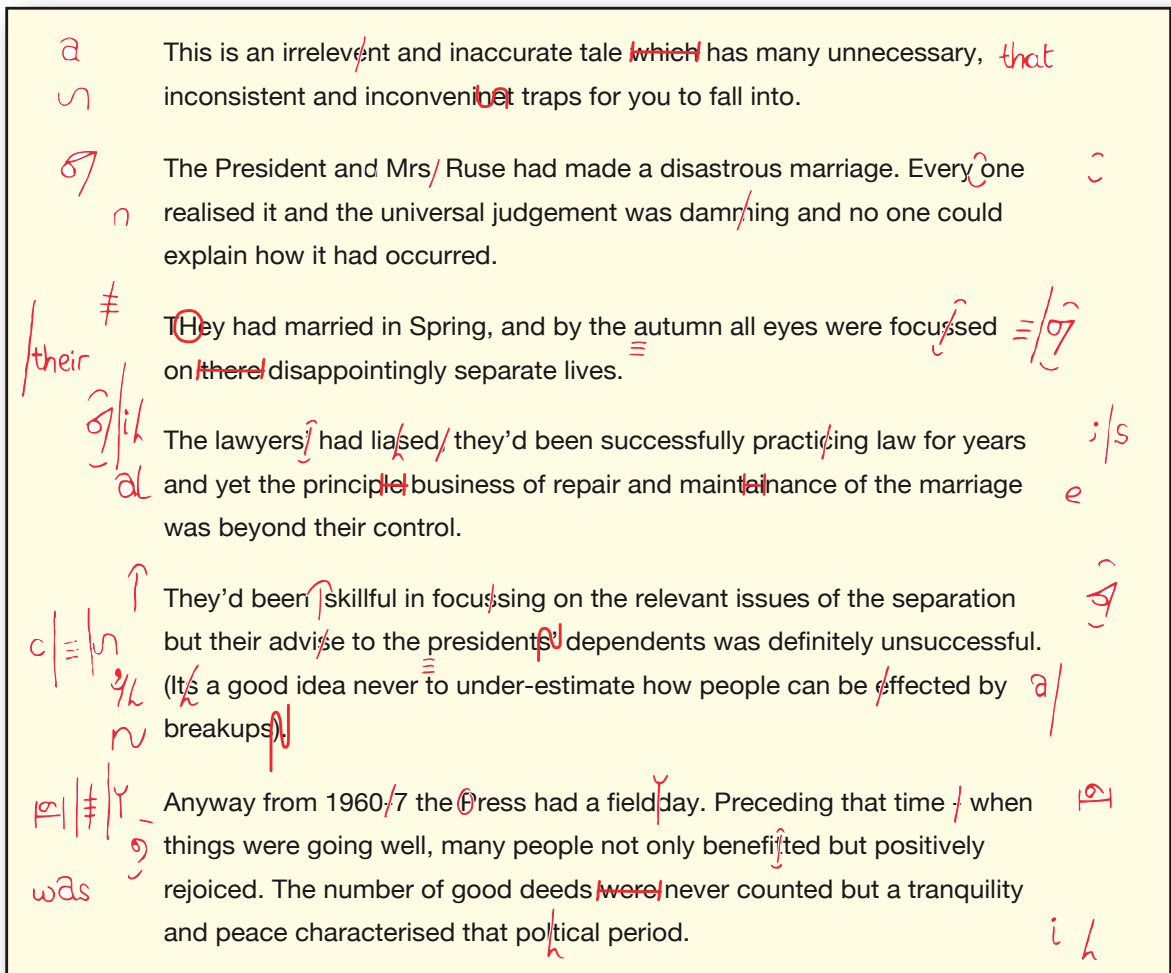 a This is an irrelevent and inaccurate tale which has many unnecessary, that
inconsistent and inconveninet traps for you to fall into.
The President and Mrs Ruse had made a disastrous marriage. Every one
n realised it and the universal judgement was damming and no one could
explain how it had occurred.
THey had married in Spring, and by the autumn all eyes were focussed
their on there disappointingly separate lives.
i The lawyers' had liased, they'd been successfully practicing law for years ; s
al and yet the principle business of repair and maintainance of the marriage e
was beyond their control.
They'd been skillful in focussing on the relevant issues of the separation
c but their advise to the presidents' dependents was definitely unsuccessful.
(Its a good idea never to under-estimate how people can be effected by a
breakups).
Anyway from 1960-7 the Press had a fieldday. Preceding that time - when
things were going well, many people not only benefitted but positively
was rejoiced. The number of good deeds were never counted but a tranquility
and peace characterised that poltical period. i